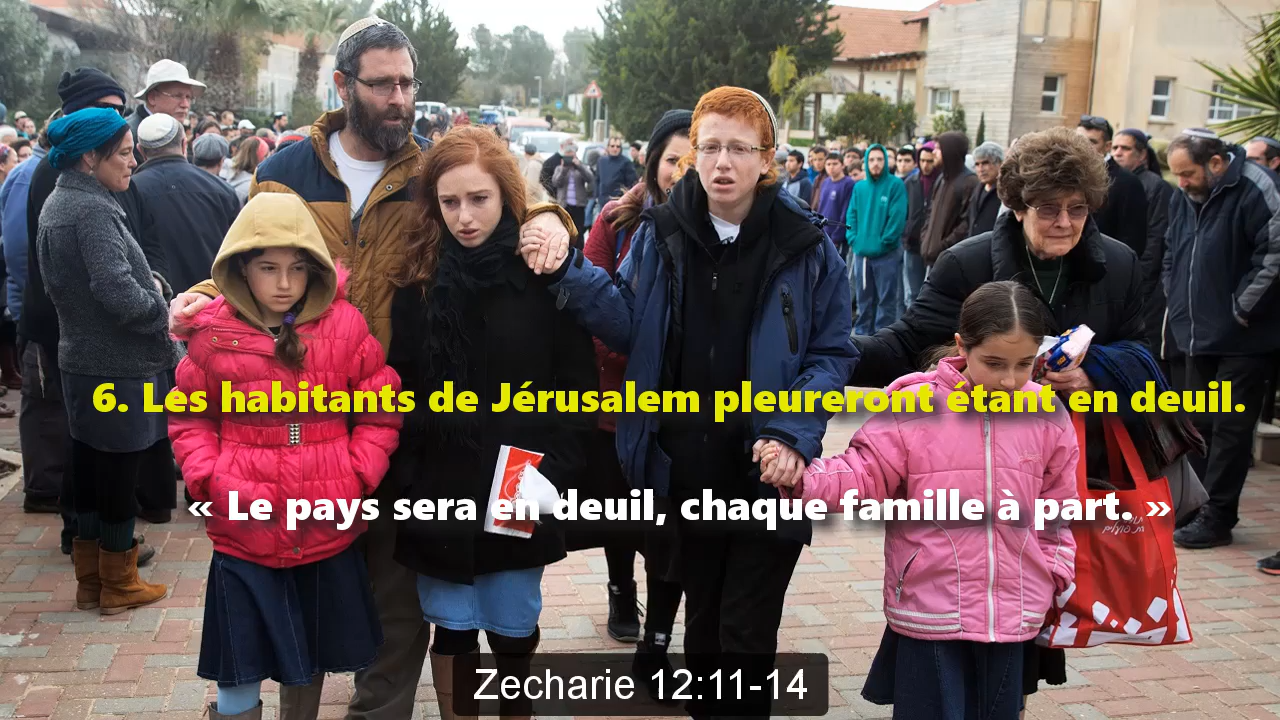 6. Les habitants de Jérusalem pleureront étant en deuil.
« Le pays sera en deuil, chaque famille à part. »
Zecharie 12:11-14